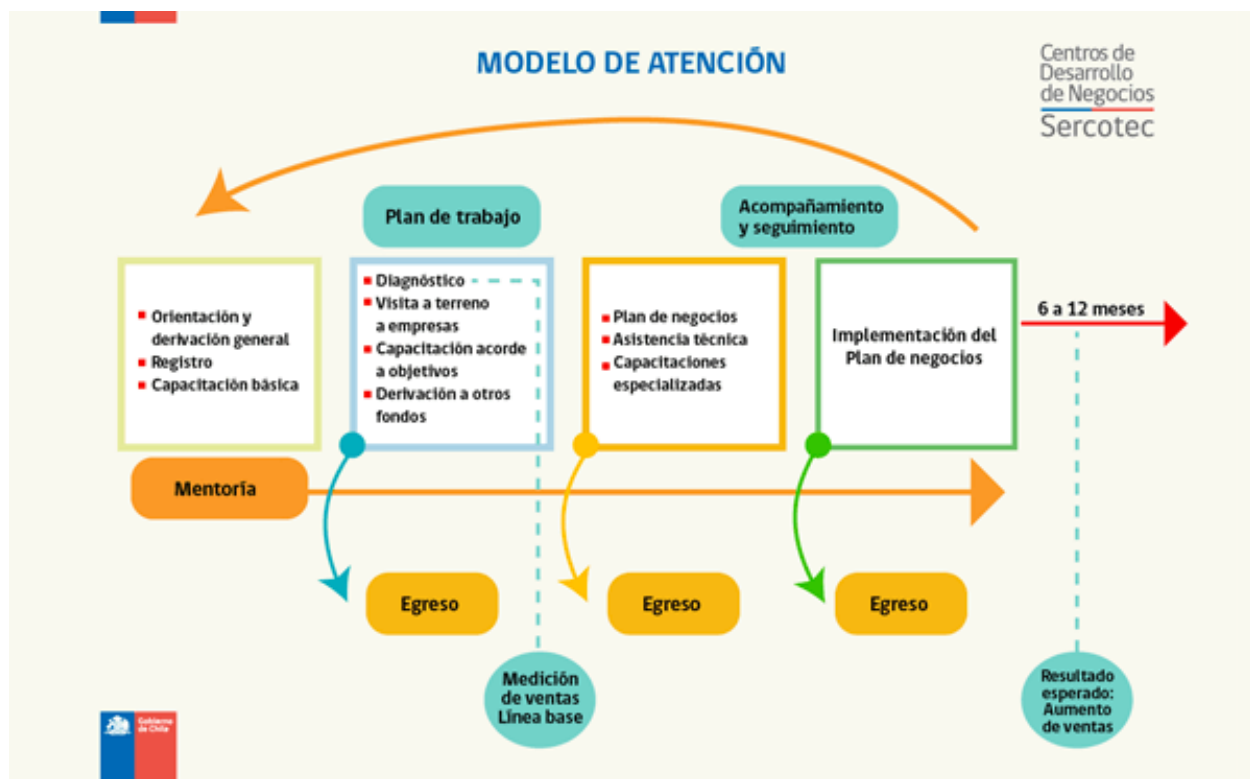 MODELO DE ATENCIÓN
Centros de
Desarrollo
de Negocios
Sercotec
Plan de trabajo
Acompañamiento
y seguimiento
Orientación y
derivación general
Registro
Capacitación básica
Diagnóstico
Visita a terreno
a empresas
Capacitación acorde
a objetivos
Derivación a otros
fondos
Plan de negocios
Asistencia técnica
Capacitaciones
especializadas
Implementación del
Plan de negocios
6 a 12 meses
Mentoría
Egreso
Egreso
Egreso
Medición
de ventas
Línea base
Resultado
esperado:
Aumento
de ventas
Gobierno
de Chile